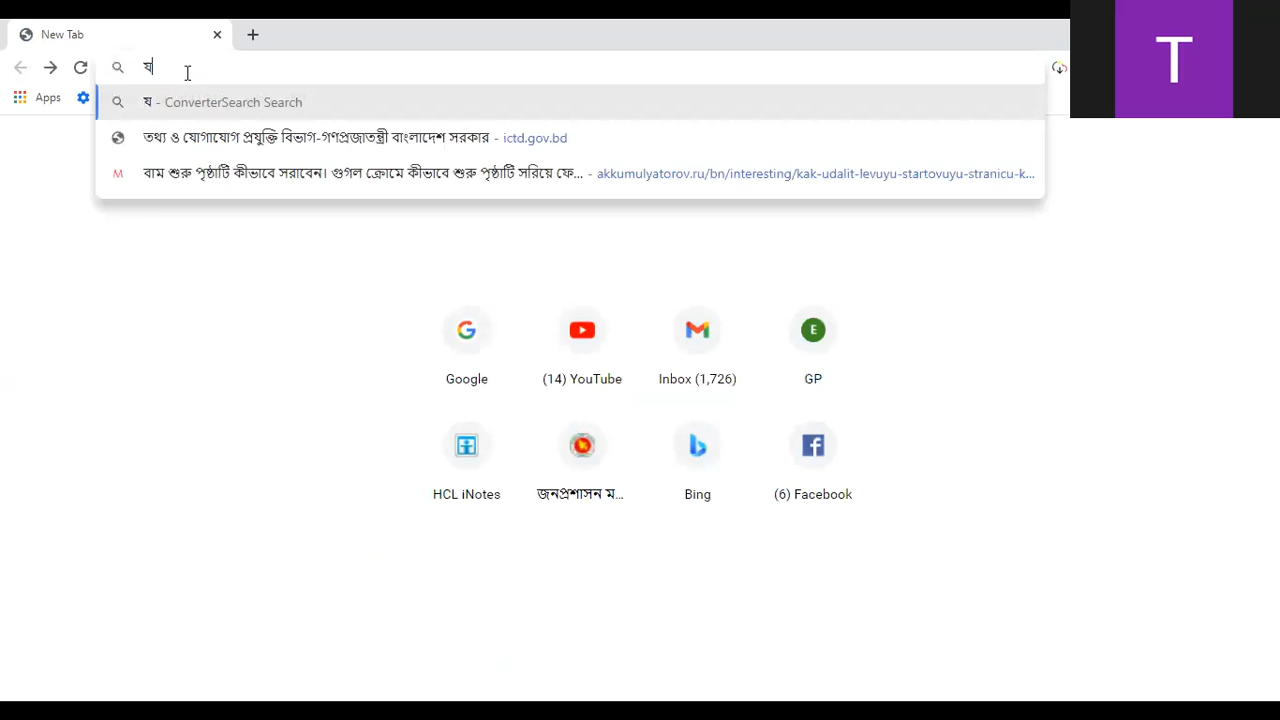 New Tab
য
T
Apps
য - ConverterSearch Search
তথ্য ও যোগাযোগ প্রযুক্তি বিভাগ-গণপ্রজাতন্ত্রী বাংলাদেশ সরকার - ictd.gov.bd
M বাম শুরু পৃষ্ঠাটি কীভাবে সরাবেন। গুগল ক্রোমে কীভাবে শুরু পৃষ্ঠাটি সরিয়ে ফে... - akkumulyatorov.ru/bn/interesting/kak-udalit-levuyu-startovuyu-stranicu-k...
E
Google (14) YouTube Inbox (1,726) GP
HCL iNotes জনপ্রশাসন ম... Bing (6) Facebook